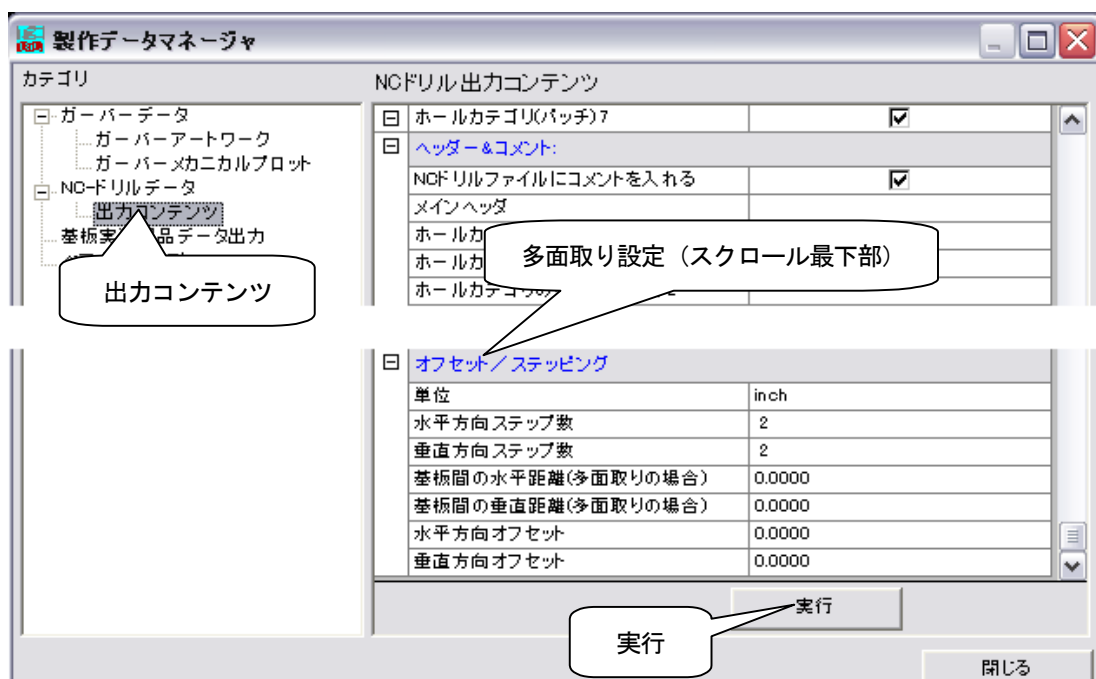 製作データマネージャ
カテゴリ
NCドリル出力コンテンツ
ガーバーデータ
ガーバーアートワーク
ガーバーメカニカルプロット
NC-ドリルデータ
出力コンテンツ
基板実
品データ出力
出力コンテンツ
ホールカテゴリ(パッチ)7
ヘッダー&コメント:
NCドリルファイルにコメントを入れる
メインヘッダ
ホールカ
ホールカ
ホールカテゴリの
多面取り設定（スクロール最下部）
オフセット／ステッピング
単位 inch
水平方向ステップ数 2
垂直方向ステップ数 2
基板間の水平距離(多面取りの場合) 0.0000
基板間の垂直距離(多面取りの場合) 0.0000
水平方向オフセット 0.0000
垂直方向オフセット 0.0000
実行
実行
閉じる